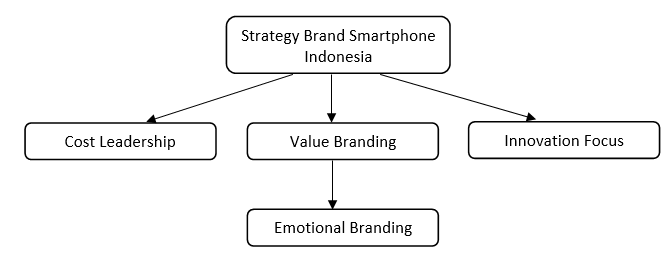 Strategy Brand Smartphone
Indonesia
Cost Leadership
Value Branding
Innovation Focus
Emotional Branding